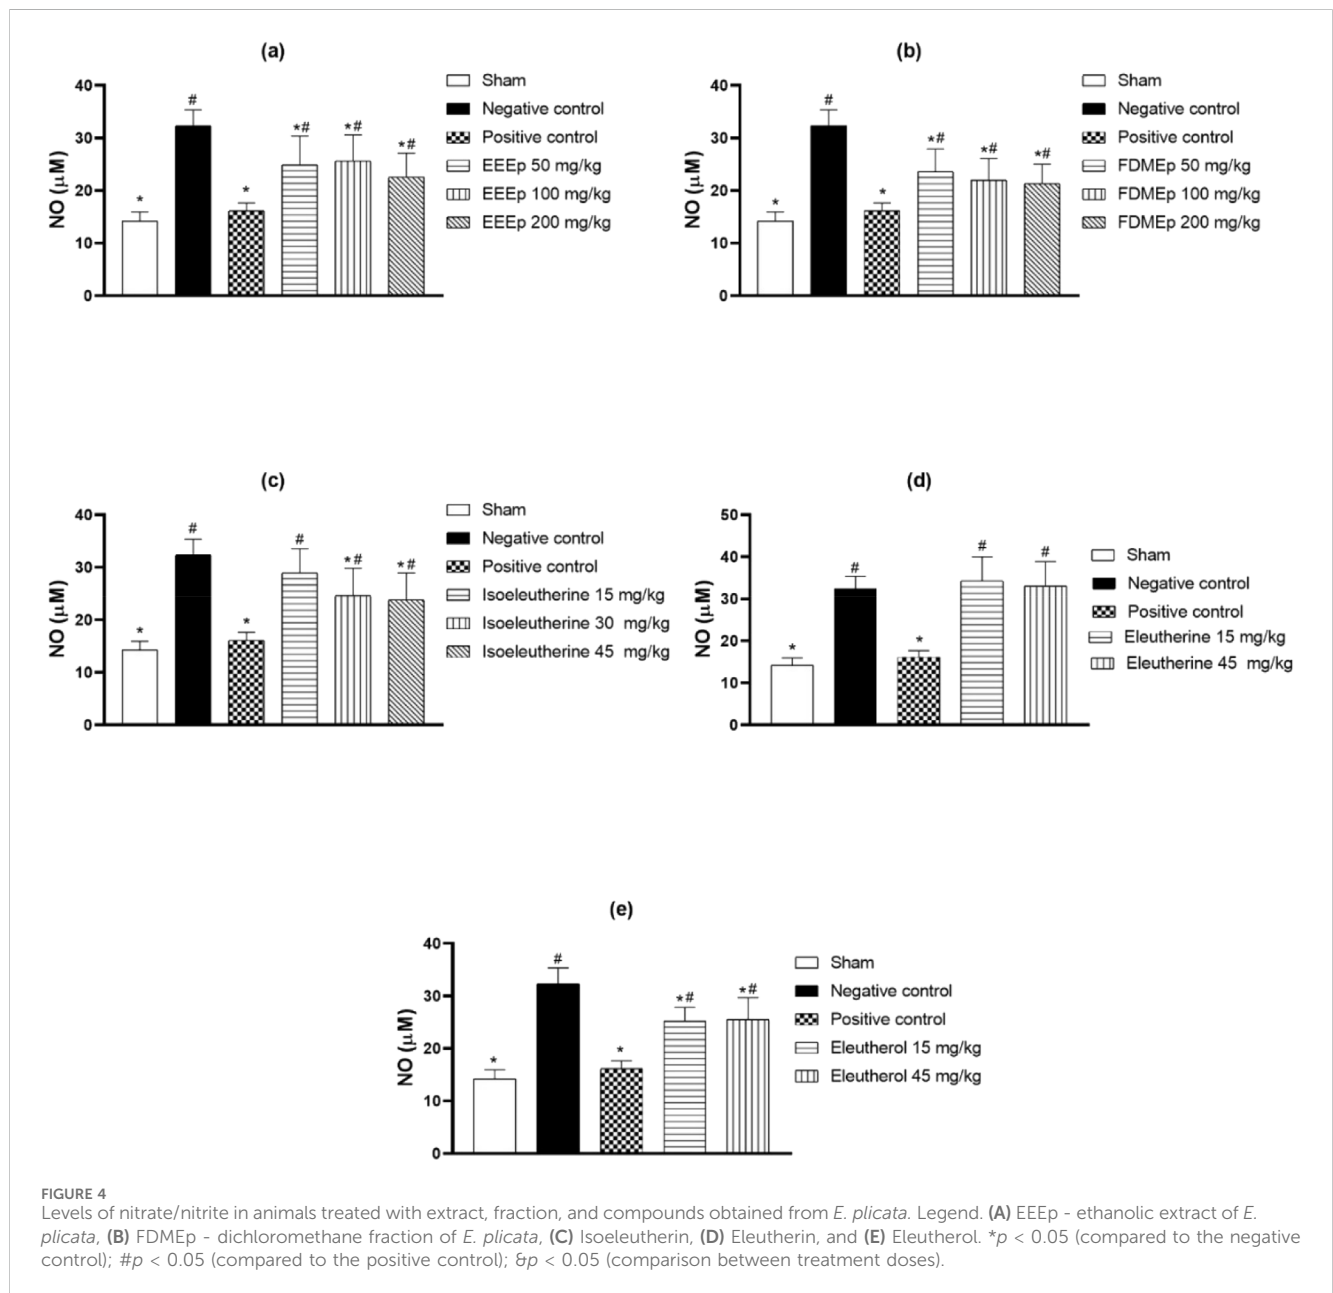 (a)
40
30
20
10
0
NO (μM)
*
#
*
*#
*#
*#
Sham
Negative control
Positive control
EEEp 50 mg/kg
EEEp 100 mg/kg
EEEp 200 mg/kg
(b)
40
30
20
10
0
NO (μM)
*
#
*
*#
*#
*#
Sham
Negative control
Positive control
FDMEp 50 mg/kg
FDMEp 100 mg/kg
FDMEp 200 mg/kg
(c)
40
30
20
10
0
NO (μM)
*
#
*
#
*#
*#
Sham
Negative control
Positive control
Isoeleutherine 15 mg/kg
Isoeleutherine 30 mg/kg
Isoeleutherine 45 mg/kg
(d)
50
40
30
20
10
0
NO (μM)
*
#
*
#
#
Sham
Negative control
Positive control
Eleutherine 15 mg/kg
Eleutherine 45 mg/kg
(e)
40
30
20
10
0
NO (μM)
*
#
*
*#
*#
Sham
Negative control
Positive control
Eleutherol 15 mg/kg
Eleutherol 45 mg/kg
FIGURE 4
Levels of nitrate/nitrite in animals treated with extract, fraction, and compounds obtained from E. plicata. Legend. (A) EEEp - ethanolic extract of E.
plicata, (B) FDMEp - dichloromethane fraction of E. plicata, (C) Isoeleutherin, (D) Eleutherin, and (E) Eleutherol. *p < 0.05 (compared to the negative
control); #p < 0.05 (compared to the positive control); &p < 0.05 (comparison between treatment doses).